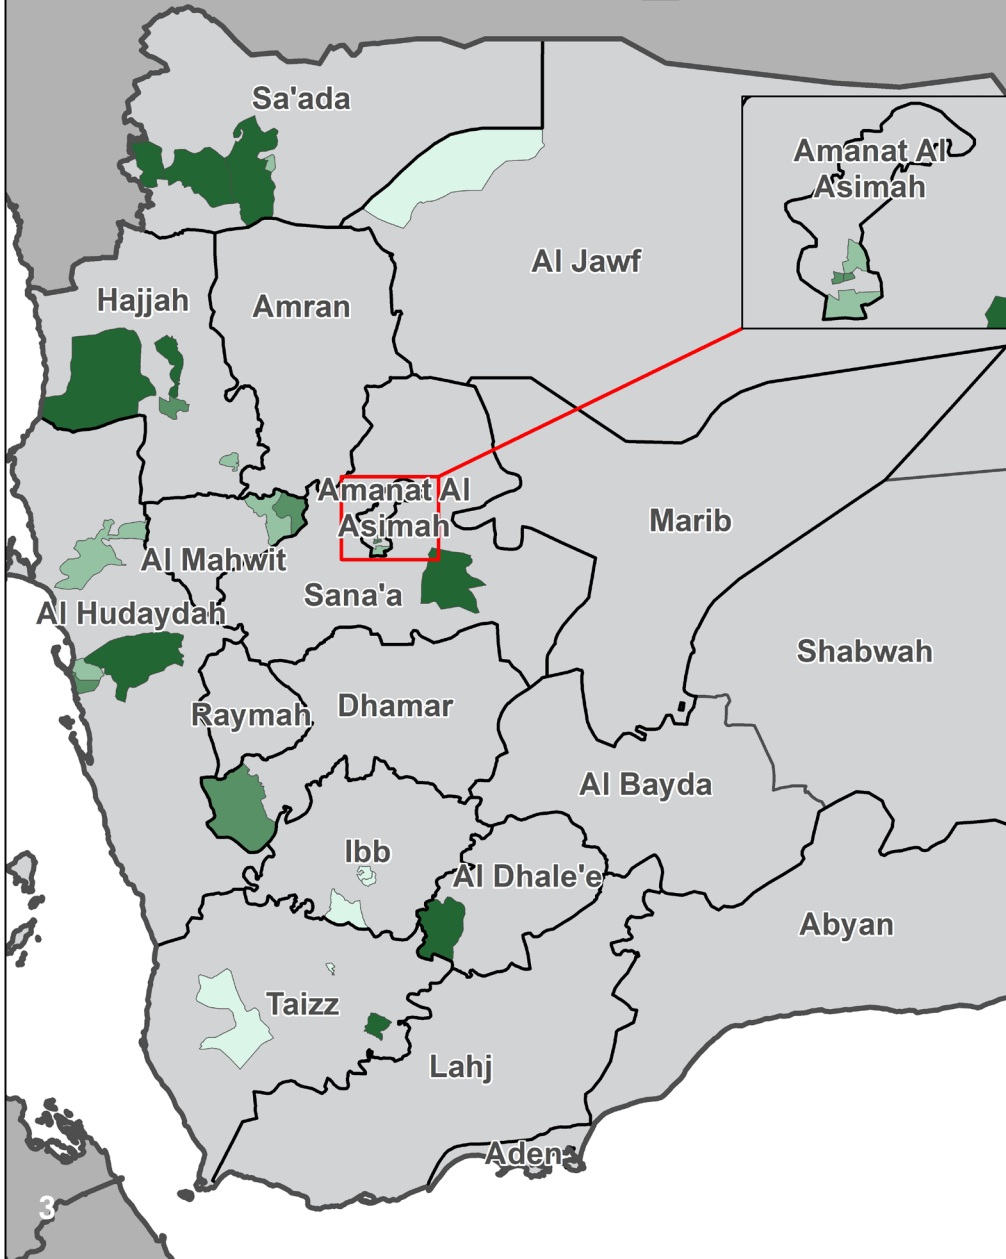 Sa'ada
Amanat Al
Asimah
Al Jawf
Hajjah
Amran
Amanat Al
Asimah
Marib
Al Mahwit
Sana'a
Al Hudaydah
Shabwah
Raymah
Dhamar
Al Bayda
Ibb
Al Dhale'e
Abyan
Taizz
Lahj
Aden
3